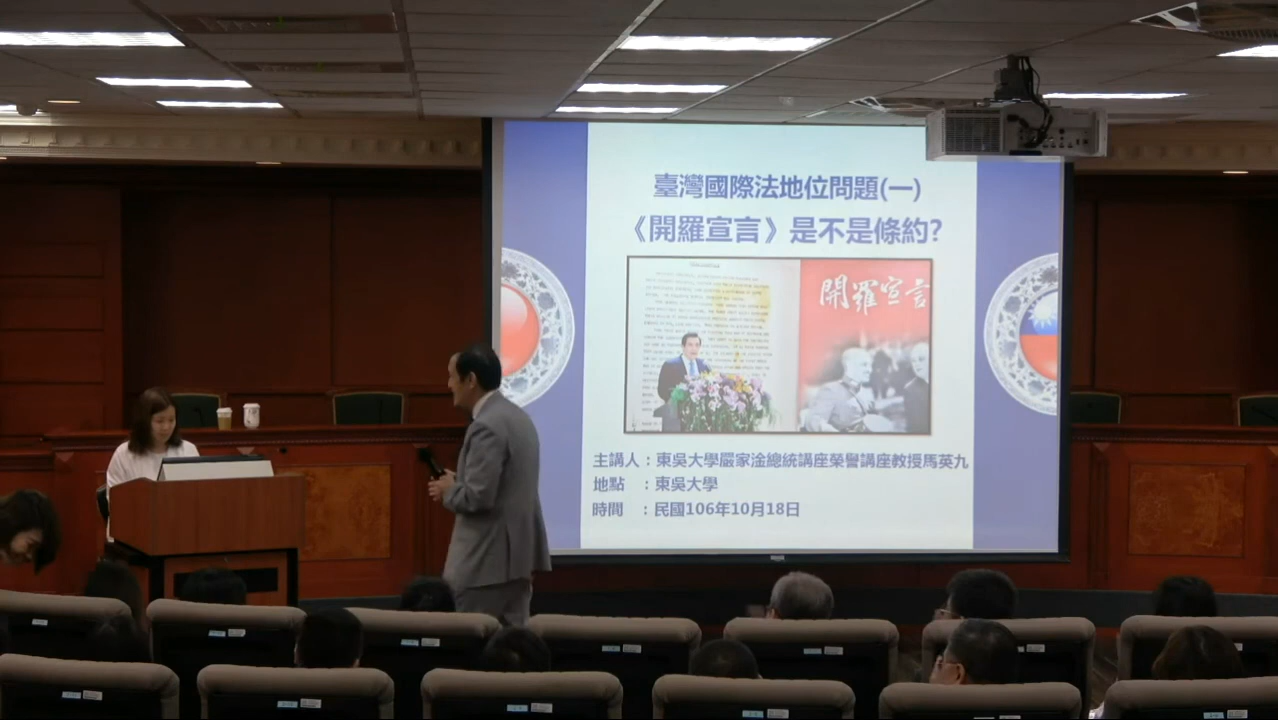 臺灣國際法地位問題(一)
《開羅宣言》是不是條約?
開羅宣言
主講人：東吳大學嚴家淦總統講座榮譽講座教授馬英九
地點　：東吳大學
時間　：民國106年10月18日